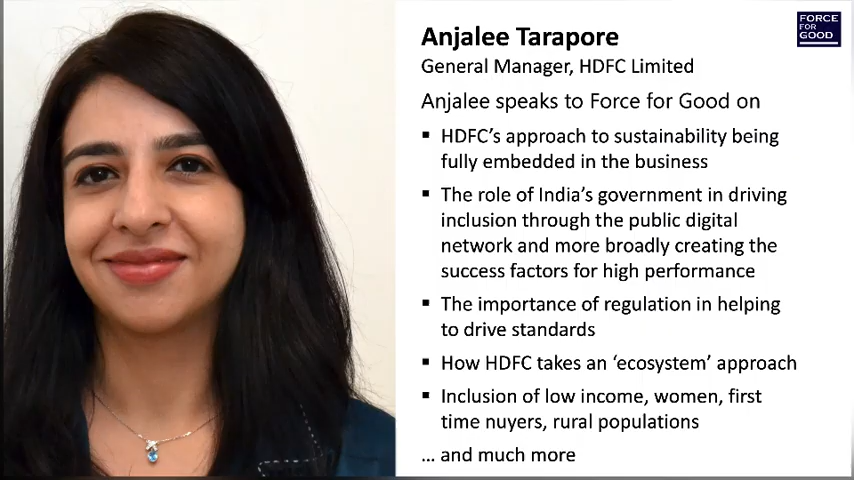 Anjalee Tarapore
FORCE
FOR
GOOD
General Manager, HDFC Limited
Anjalee speaks to Force for Good on
▪ HDFC's approach to sustainability being
fully embedded in the business
▪ The role of India's government in driving
inclusion through the public digital
network and more broadly creating the
success factors for high performance
▪ The importance of regulation in helping
to drive standards
▪ How HDFC takes an ‘ecosystem’ approach
▪ Inclusion of low income, women, first
time nuyers, rural populations
… and much more